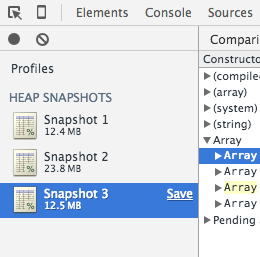 Elements Console Sources
Compari
Profiles
HEAP SNAPSHOTS
Snapshot 1
12.4 MB
Snapshot 2
23.8 MB
Snapshot 3 Save
12.5 MB
Constructo
(compiled
(array)
(system)
(string)
Array
Array
Array
Array
Array
Pending